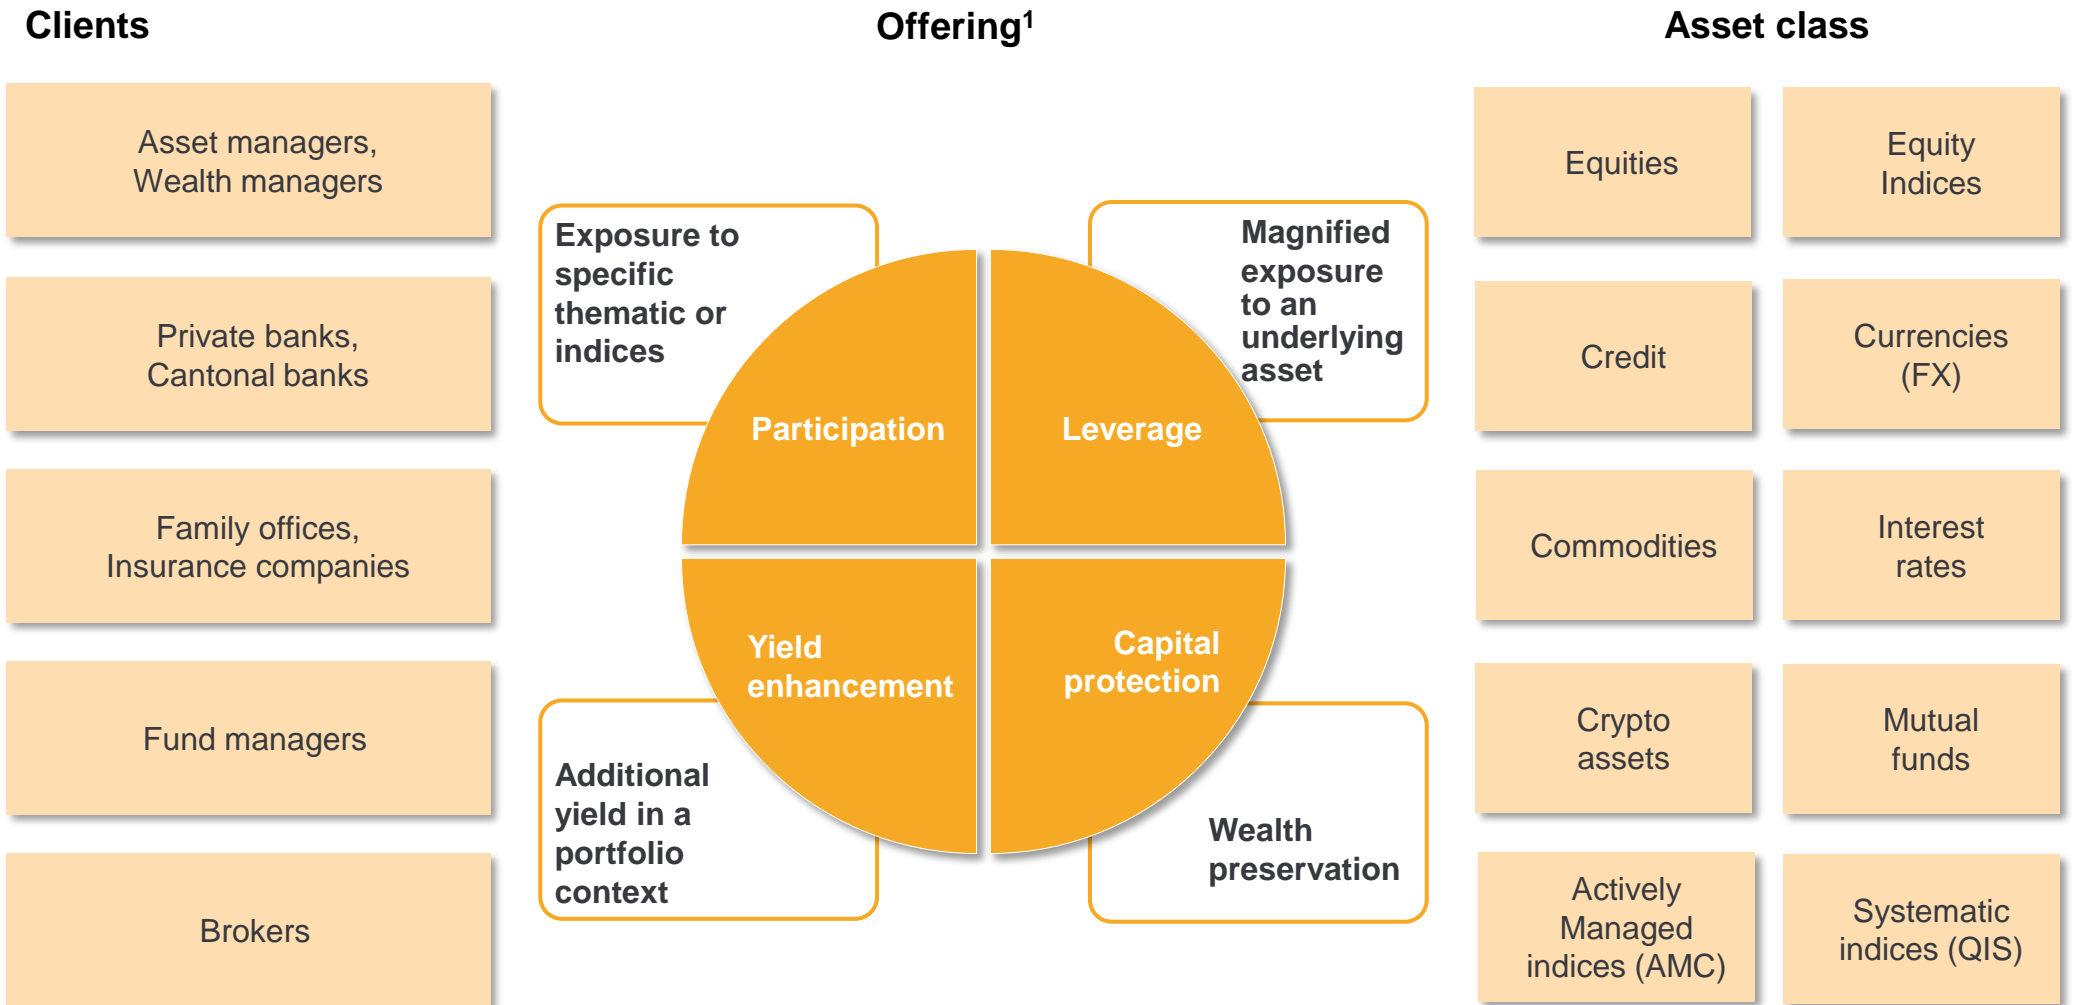 Clients
Offering¹
Asset class
Asset managers,
Wealth managers
Private banks,
Cantonal banks
Family offices,
Insurance companies
Fund managers
Brokers
Exposure to
specific
thematic or
indices
Magnified
exposure
to an
underlying
asset
Participation
Leverage
Yield
enhancement
Capital
protection
Additional
yield in a
portfolio
context
Wealth
preservation
Equities
Equity
Indices
Credit
Currencies
(FX)
Commodities
Interest
rates
Crypto
assets
Mutual
funds
Actively
Managed
indices (AMC)
Systematic
indices (QIS)